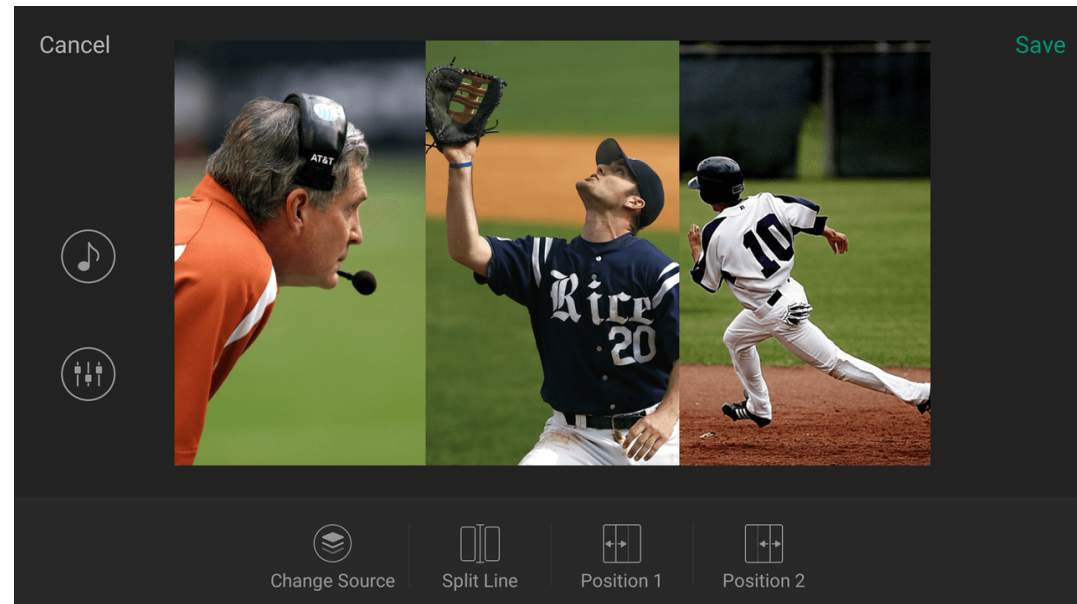 Cancel
Save
AT&T
Rice
20
10
Change Source
Split Line
Position 1
Position 2